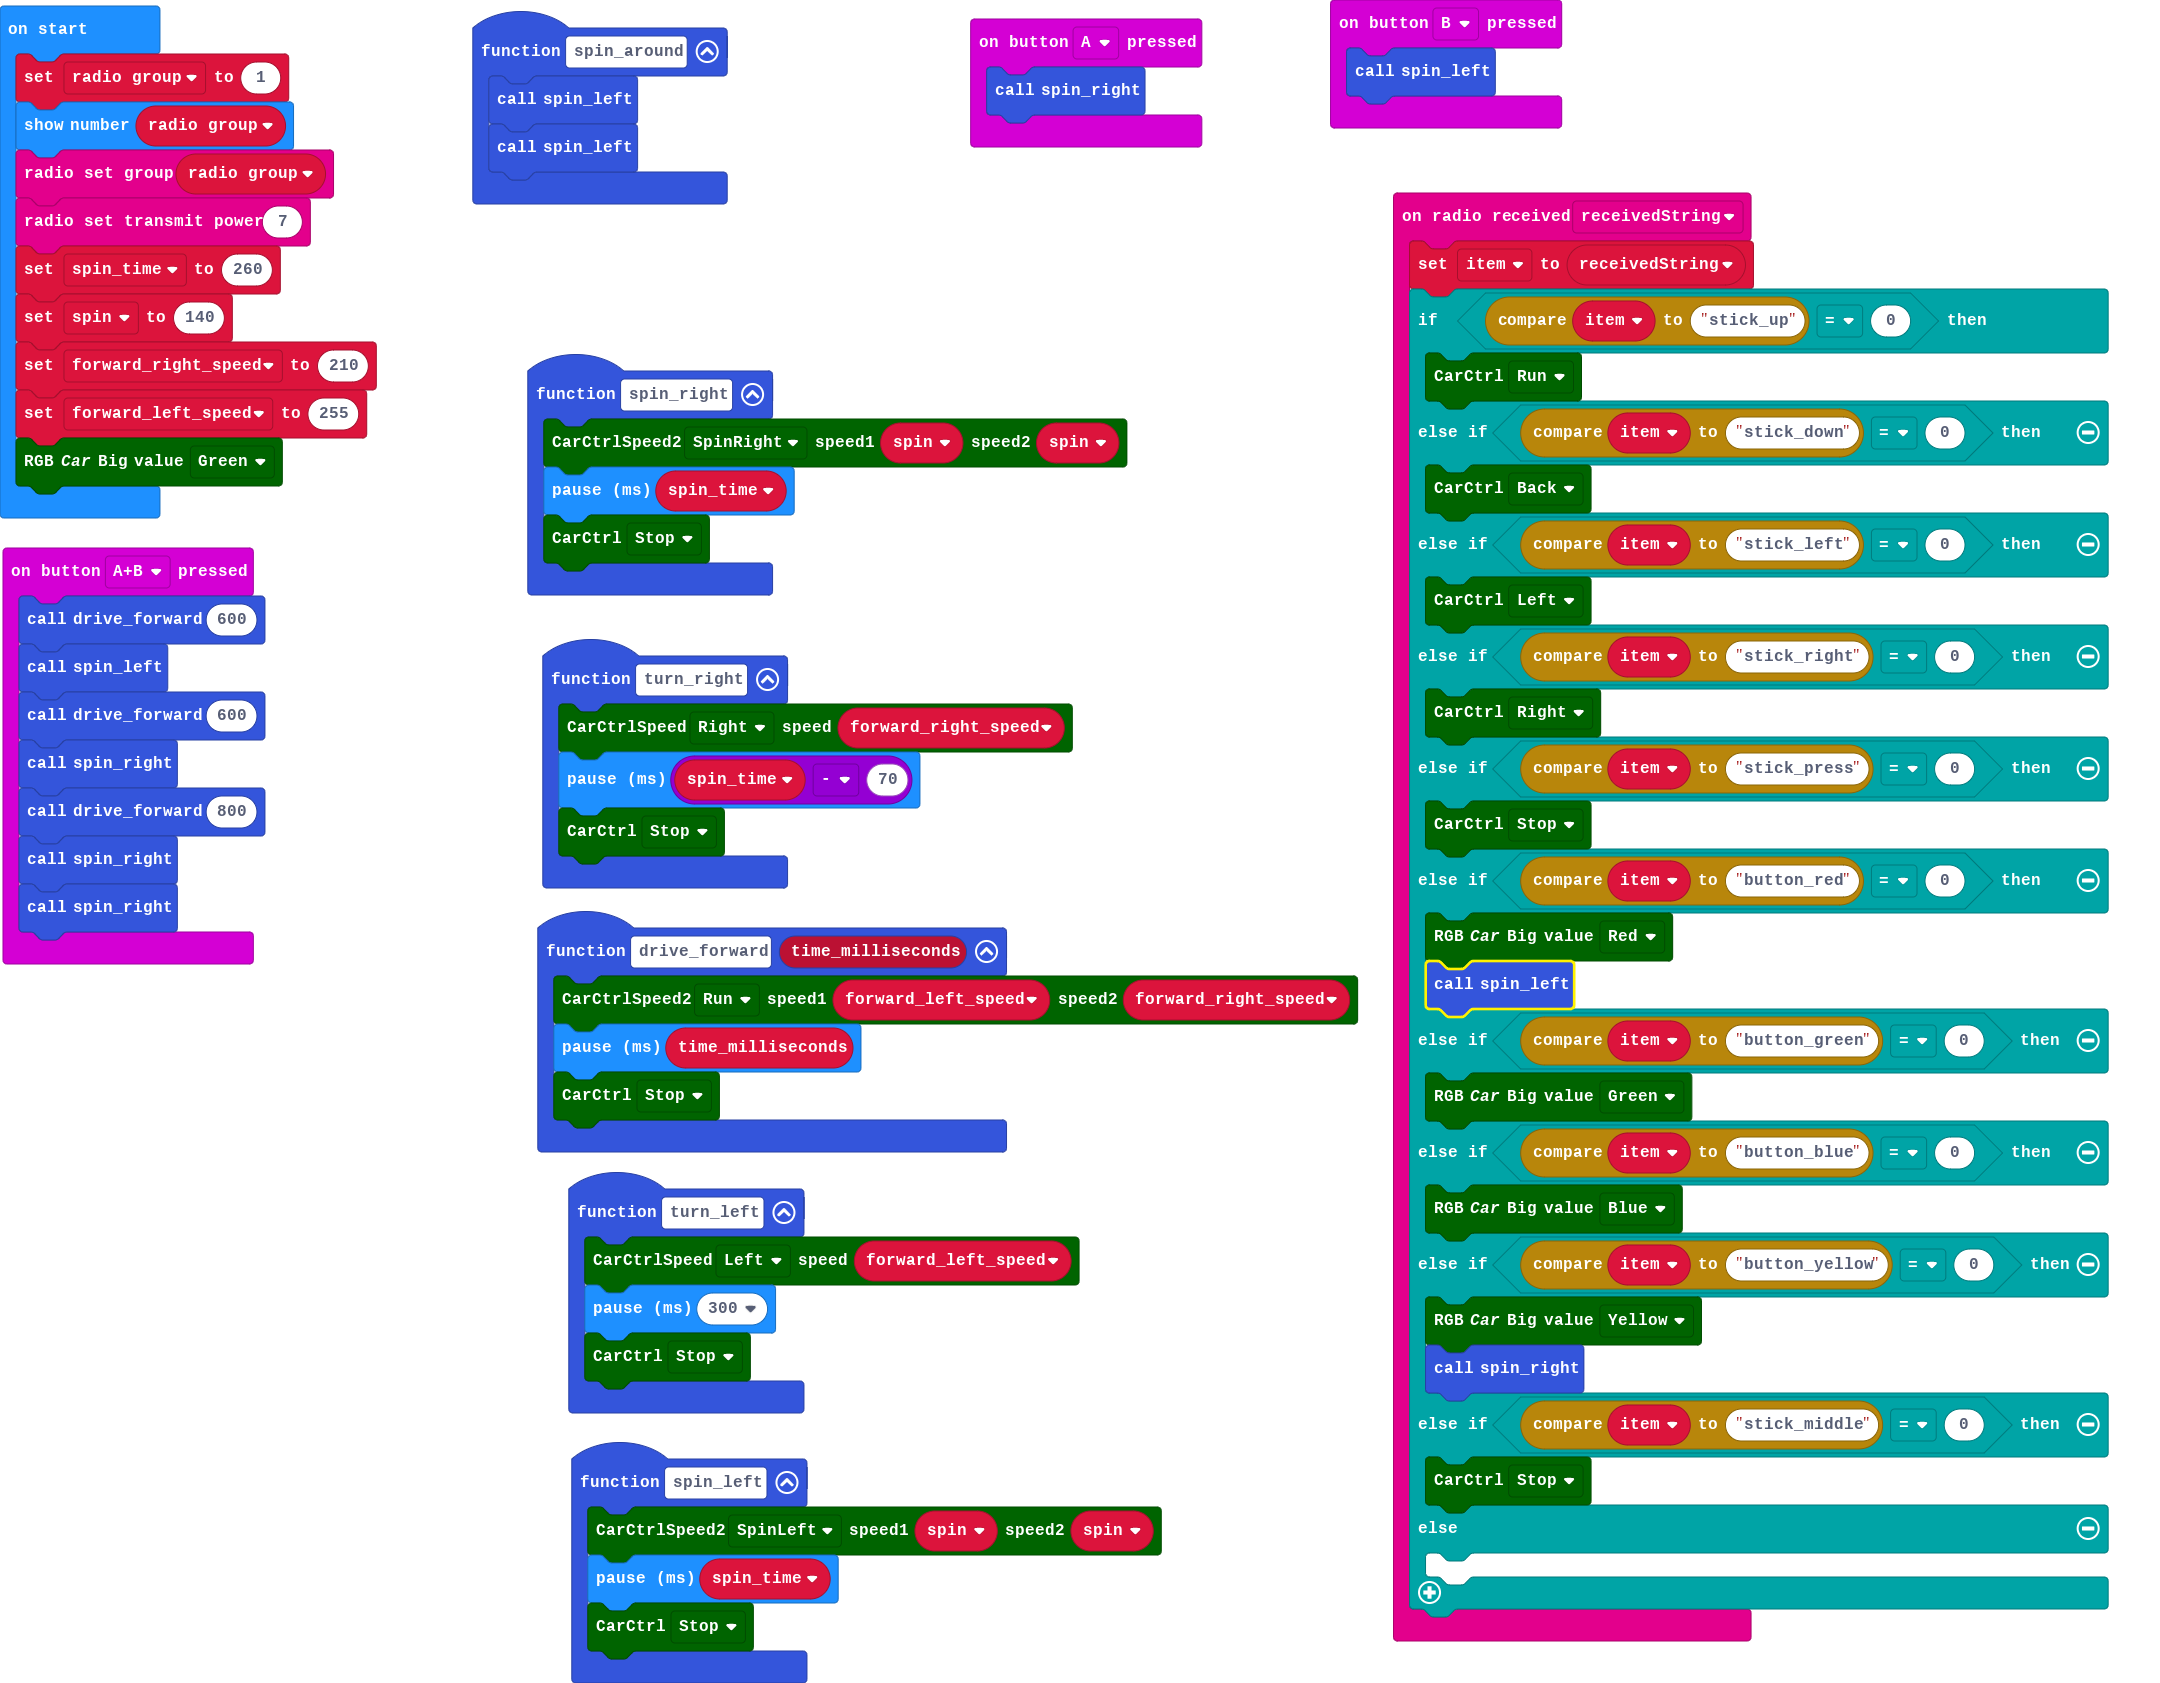 on start
set radio group to 1
show number radio group
radio set group radio group
radio set transmit power 7
set spin_time to 260
set spin to 140
set forward_right_speed to 210
set forward_left_speed to 255
RGB Car Big value Green
on button A+B pressed
call drive_forward 600
call spin_left
call drive_forward 600
call spin_right
call drive_forward 800
call spin_right
call spin_right
function spin_around
call spin_left
call spin_left
function spin_right
CarCtrlSpeed2 SpinRight speed1 spin speed2 spin
pause (ms) spin_time
CarCtrl Stop
function turn_right
CarCtrlSpeed Right speed forward_right_speed
pause (ms) spin_time - 70
CarCtrl Stop
function drive_forward time_milliseconds
CarCtrlSpeed2 Run speed1 forward_left_speed speed2 forward_right_speed
pause (ms) time_milliseconds
CarCtrl Stop
function turn_left
CarCtrlSpeed Left speed forward_left_speed
pause (ms) 300
CarCtrl Stop
function spin_left
CarCtrlSpeed2 SpinLeft speed1 spin speed2 spin
pause (ms) spin_time
CarCtrl Stop
on button A pressed
call spin_right
on button B pressed
call spin_left
on radio received receivedString
set item to receivedString
if compare item to "stick_up" = 0 then
CarCtrl Run
else if compare item to "stick_down" = 0 then
CarCtrl Back
else if compare item to "stick_left" = 0 then
CarCtrl Left
else if compare item to "stick_right" = 0 then
CarCtrl Right
else if compare item to "stick_press" = 0 then
CarCtrl Stop
else if compare item to "button_red" = 0 then
RGB Car Big value Red
call spin_left
else if compare item to "button_green" = 0 then
RGB Car Big value Green
else if compare item to "button_blue" = 0 then
RGB Car Big value Blue
else if compare item to "button_yellow" = 0 then
RGB Car Big value Yellow
call spin_right
else if compare item to "stick_middle" = 0 then
CarCtrl Stop
else